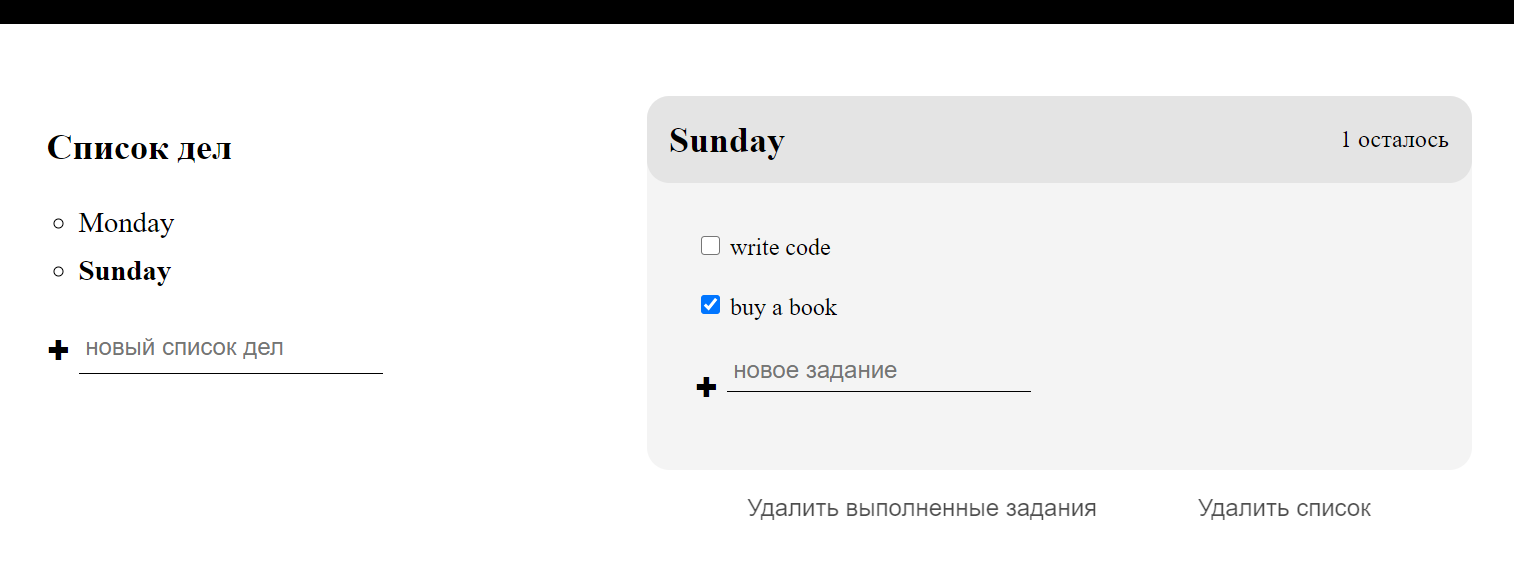 Список дел
Monday
Sunday
новый список дел
Sunday
1 осталось
write code
buy a book
новое задание
Удалить выполненные задания
Удалить список